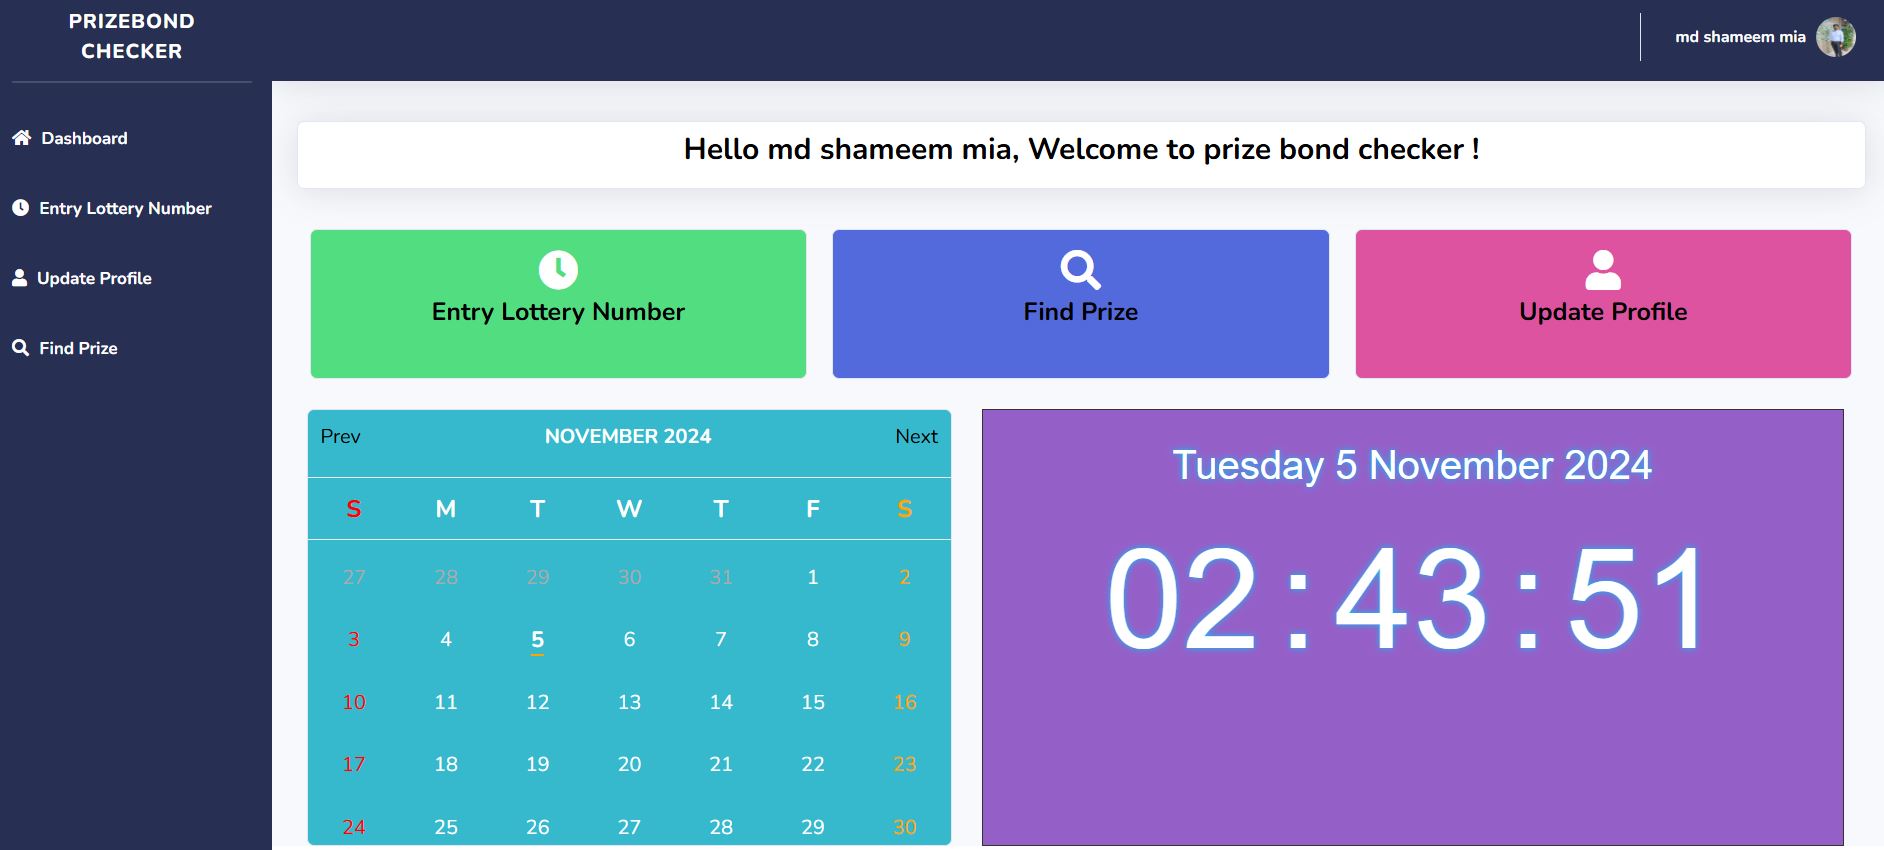 PRIZEBOND
CHECKER
md shameem mia
Dashboard
Entry Lottery Number
Update Profile
Find Prize
Hello md shameem mia, Welcome to prize bond checker !
Entry Lottery Number
Find Prize
Update Profile
Prev NOVEMBER 2024 Next
S M T W T F S
27 28 29 30 31 1 2
3 4 5 6 7 8 9
10 11 12 13 14 15 16
17 18 19 20 21 22 23
24 25 26 27 28 29 30
Tuesday 5 November 2024
02:43:51